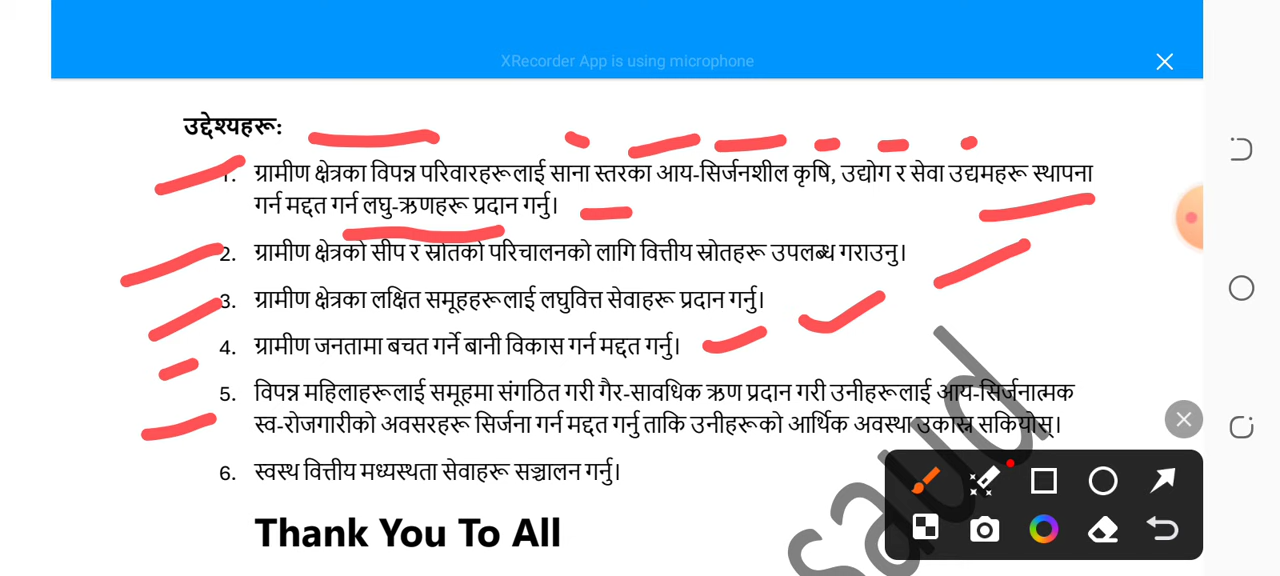 XRecorder App is using microphone
उद्देश्यहरूः
1. ग्रामीण क्षेत्रका विपन्न परिवारहरूलाई साना स्तरका आय-सिर्जनशील कृषि, उद्योग र सेवा उद्यमहरू स्थापना
गर्न मद्दत गर्न लघु-ऋणहरू प्रदान गर्नु।
2. ग्रामीण क्षेत्रको सीप र स्रोतको परिचालनको लागि वित्तीय स्रोतहरू उपलब्ध गराउनु।
3. ग्रामीण क्षेत्रका लक्षित समूहहरूलाई लघुवित्त सेवाहरू प्रदान गर्नु।
4. ग्रामीण जनतामा बचत गर्ने बानी विकास गर्न मद्दत गर्नु।
5. विपन्न महिलाहरूलाई समूहमा संगठित गरी गैर-सावधिक ऋण प्रदान गरी उनीहरूलाई आय-सिर्जनात्मक
स्व-रोजगारीको अवसरहरू सिर्जना गर्न मद्दत गर्नु ताकि उनीहरूको आर्थिक अवस्था उकास्न सकियोस्।
6. स्वस्थ वित्तीय मध्यस्थता सेवाहरू सञ्चालन गर्नु।
Thank You To All
Saud